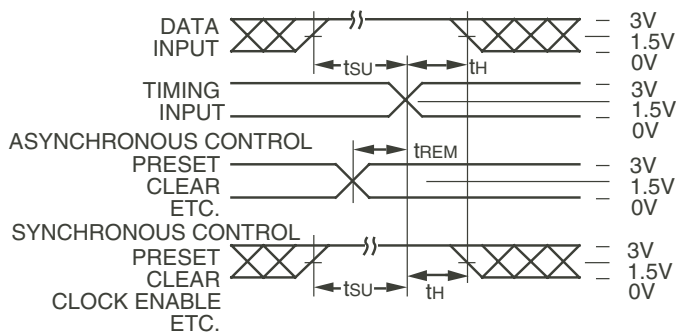 DATA
INPUT
3V
1.5V
0V
tSU
tH
TIMING
INPUT
3V
1.5V
0V
ASYNCHRONOUS CONTROL
tREM
PRESET
CLEAR
ETC.
3V
1.5V
0V
SYNCHRONOUS CONTROL
PRESET
CLEAR
CLOCK ENABLE
ETC.
3V
1.5V
0V
tSU
tH